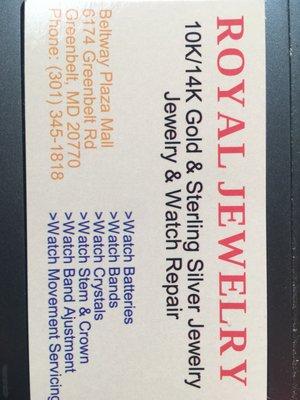 ROYAL JEWELRY
10K/14K Gold & Sterling Silver Jewelry
Jewelry & Watch Repair
Beltway Plaza Mall
6174 Greenbelt Rd
Greenbelt, MD 20770
Phone: (301) 345-1818
>Watch Batteries
>Watch Bands
>Watch Crystals
>Watch Stem & Crown
>Watch Band Ajustment
>Watch Movement Servicing